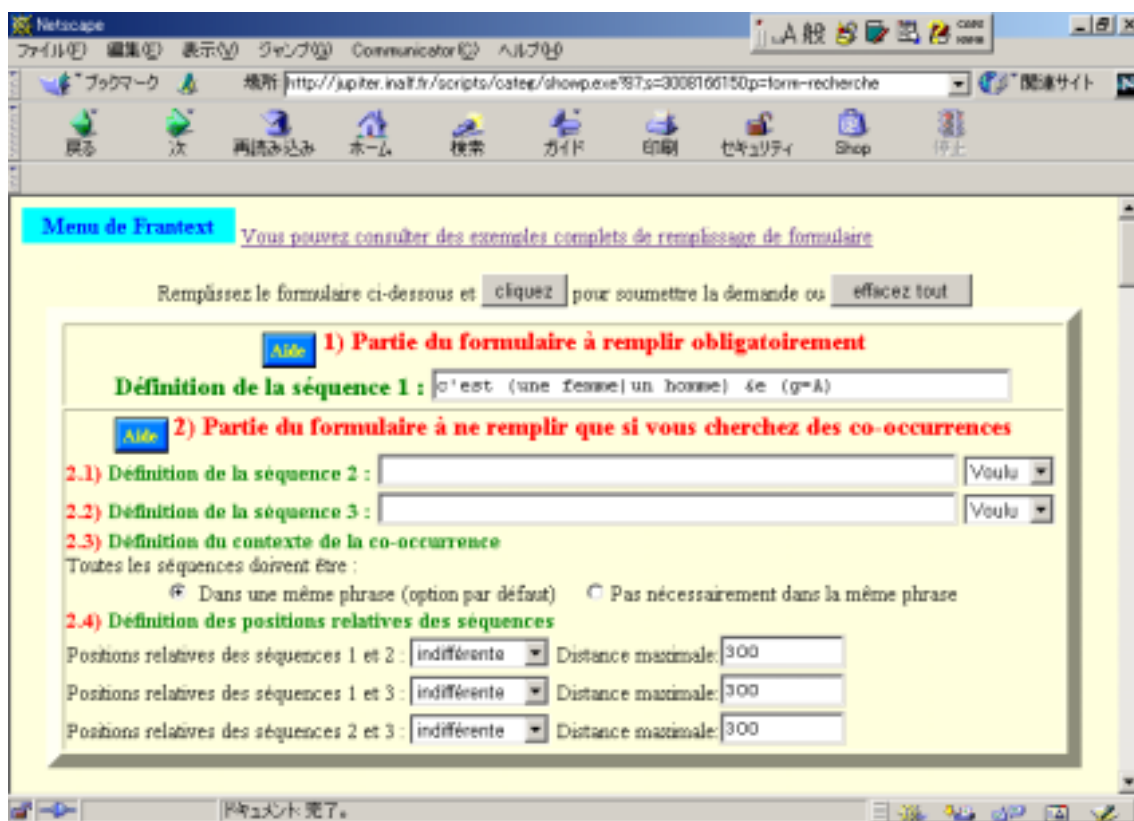 Netscape
ファイル(F) 編集(E) 表示(V) ジャンプ(G) Communicator(C) ヘルプ(H)
ブックマーク 場所 http://jupiter.inalf.fr/scripts/categ/showp.exe?87;s=3008166150;p=form-recherche 関連サイト
戻る 次 再読み込み ホーム 検索 ガイド 印刷 セキュリティ Shop 停止
Menu de Frantext Vous pouvez consulter des exemples complets de remplissage de formulaire
Remplissez le formulaire ci-dessous et cliquez pour soumettre la demande ou effacez tout
Aide 1) Partie du formulaire à remplir obligatoirement
Définition de la séquence 1 : c'est (une femme|un homme) &e (g=A)
Aide 2) Partie du formulaire à ne remplir que si vous cherchez des co-occurrences
2.1) Définition de la séquence 2 : Voulu
2.2) Définition de la séquence 3 : Voulu
2.3) Définition du contexte de la co-occurrence
Toutes les séquences doivent être :
Dans une même phrase (option par défaut) Pas nécessairement dans la même phrase
2.4) Définition des positions relatives des séquences
Positions relatives des séquences 1 et 2 : indifférente Distance maximale: 300
Positions relatives des séquences 1 et 3 : indifférente Distance maximale: 300
Positions relatives des séquences 2 et 3 : indifférente Distance maximale: 300
ドキュメント: 完了。